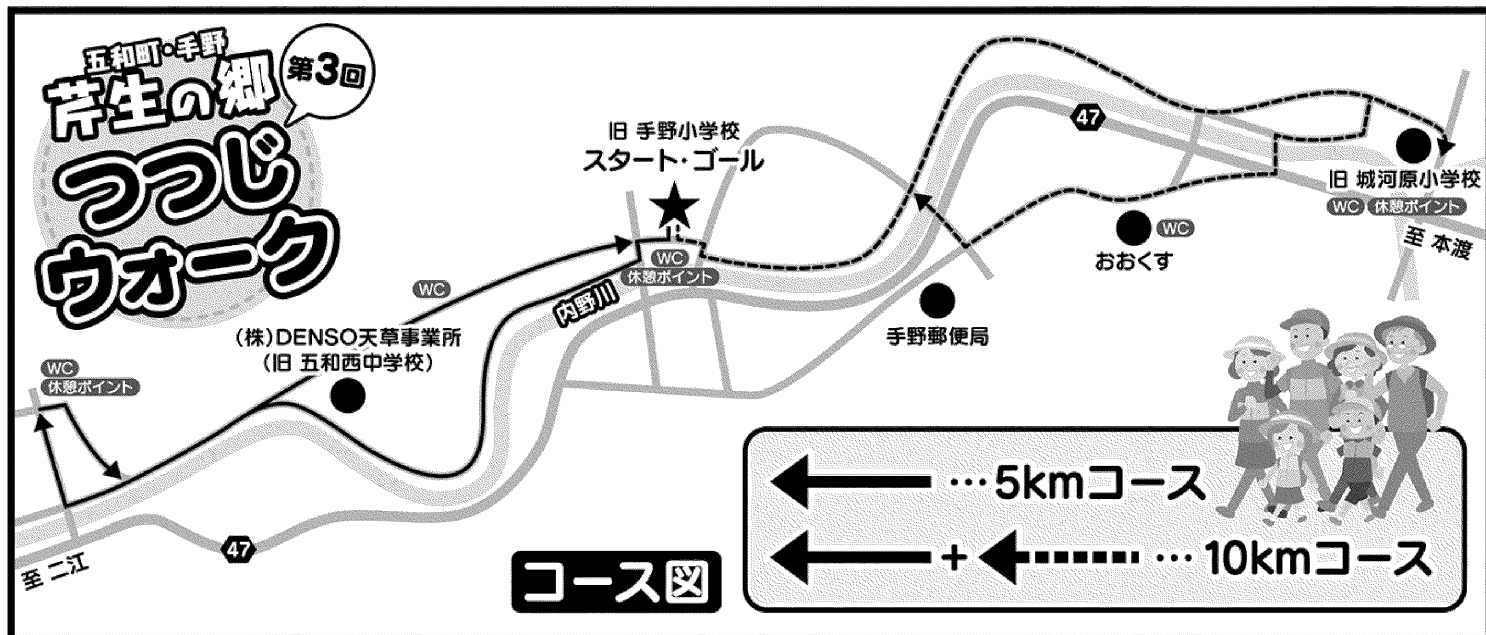 五和町・手野
芹生の郷
つつじ
ウォーク
第3回
旧 手野小学校
スタート・ゴール
WC
休憩ポイント
内野川
WC
(株)DENSO天草事業所
(旧 五和西中学校)
WC
休憩ポイント
至 二江
47
47
手野郵便局
おおくす
WC
旧 城河原小学校
WC 休憩ポイント
至 本渡
コース図
…5kmコース
+ …10kmコース